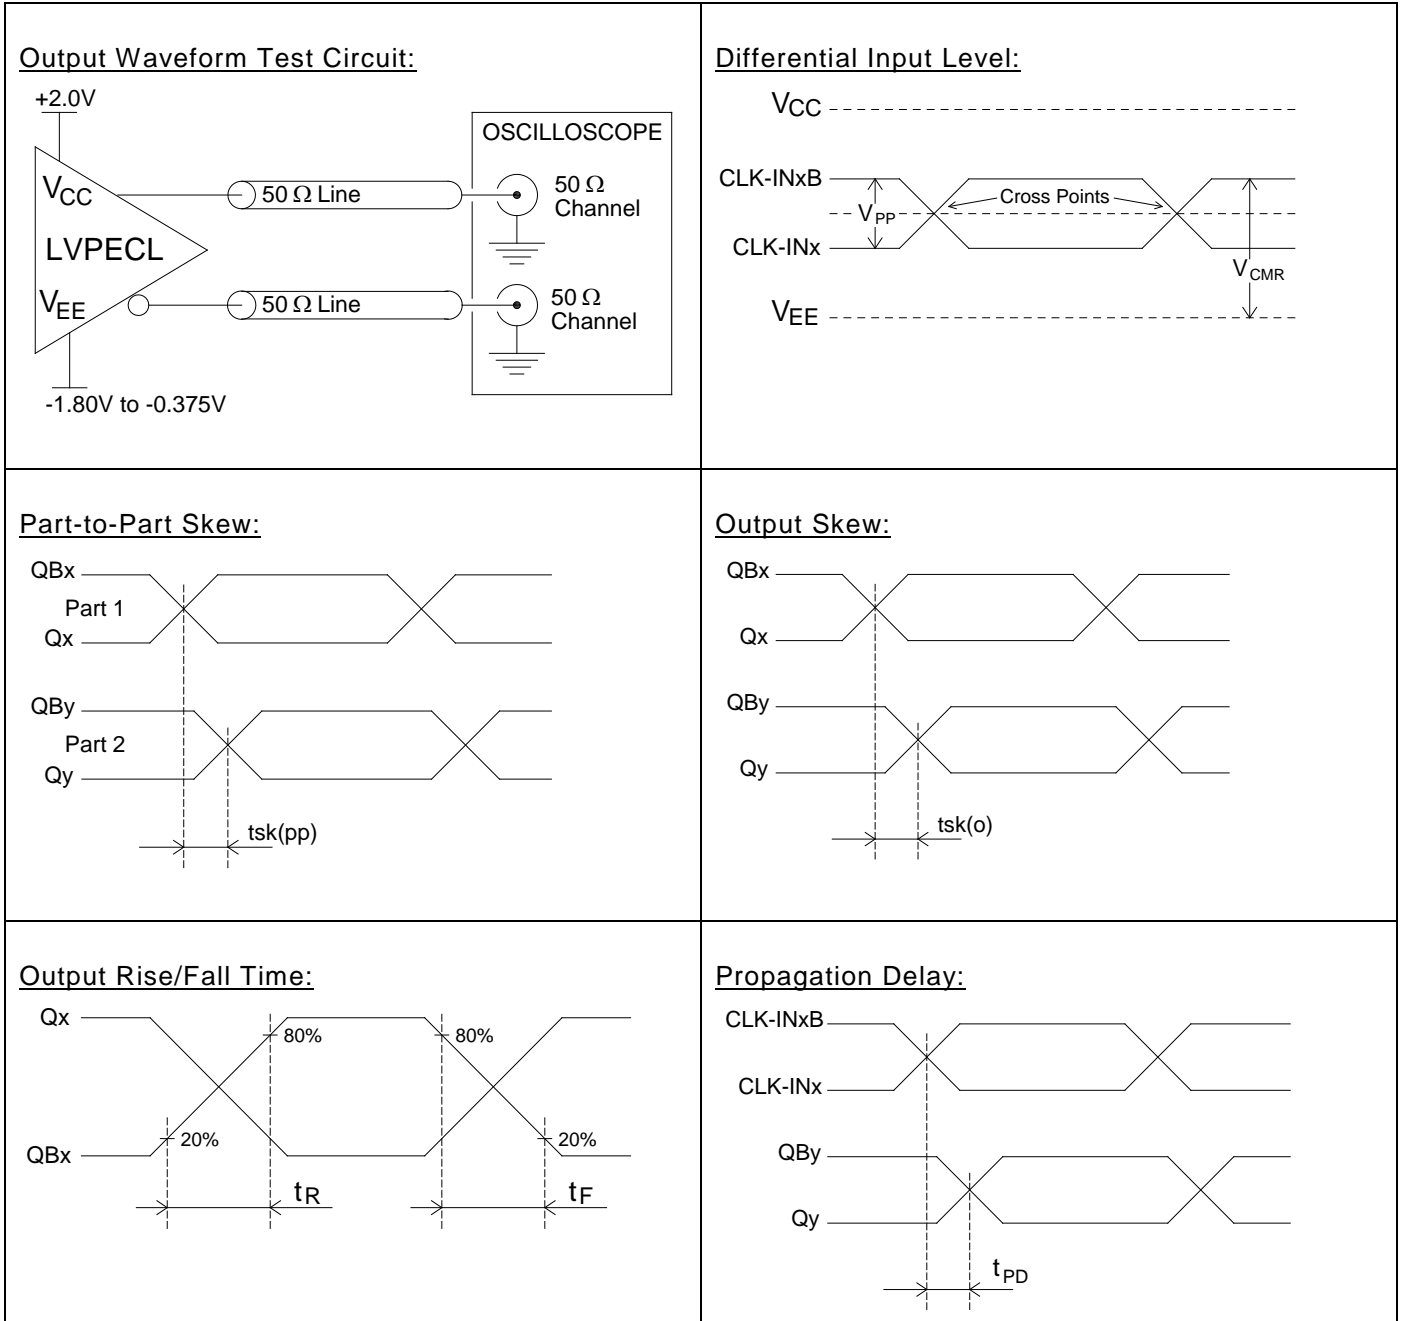 Output Waveform Test Circuit:
+2.0V
OSCILLOSCOPE
VCC
50 Ω Line
50 Ω
Channel
LVPECL
VEE
50 Ω Line
50 Ω
Channel
-1.80V to -0.375V
Differential Input Level:
VCC
CLK-INxB
Cross Points
VPP
CLK-INx
VCMR
VEE
Part-to-Part Skew:
QBx
Part 1
Qx
QBy
Part 2
Qy
tsk(pp)
Output Skew:
QBx
Qx
QBy
Qy
tsk(o)
Output Rise/Fall Time:
Qx
80%
80%
20%
20%
QBx
tR
tF
Propagation Delay:
CLK-INxB
CLK-INx
QBy
Qy
tPD